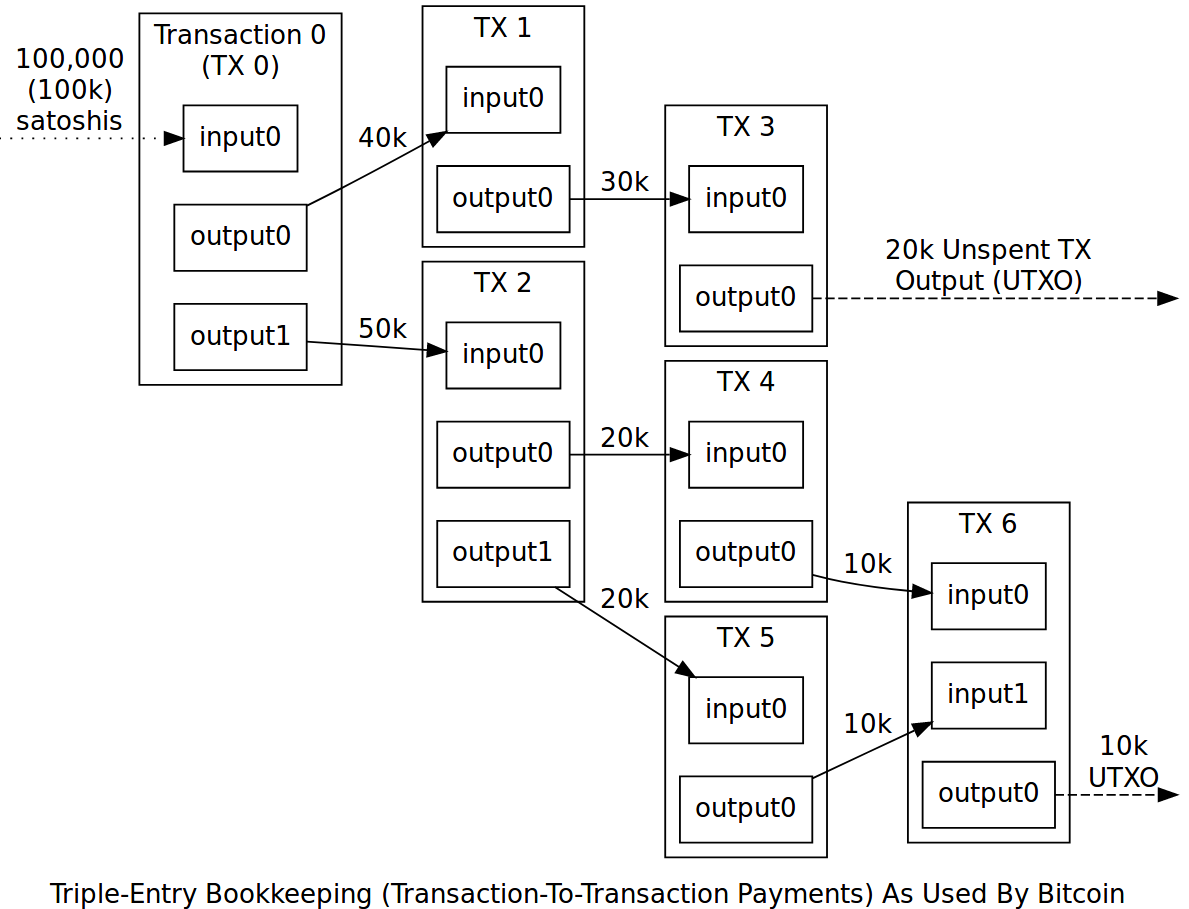 100,000
(100k)
satoshis
Transaction 0
(TX 0)
input0
output0
output1
40k
50k
TX 1
input0
output0
30k
TX 2
input0
output0
output1
20k
20k
TX 3
input0
output0
20k Unspent TX
Output (UTXO)
TX 4
input0
output0
10k
TX 5
input0
output0
10k
TX 6
input0
input1
output0
10k
UTXO
Triple-Entry Bookkeeping (Transaction-To-Transaction Payments) As Used By Bitcoin